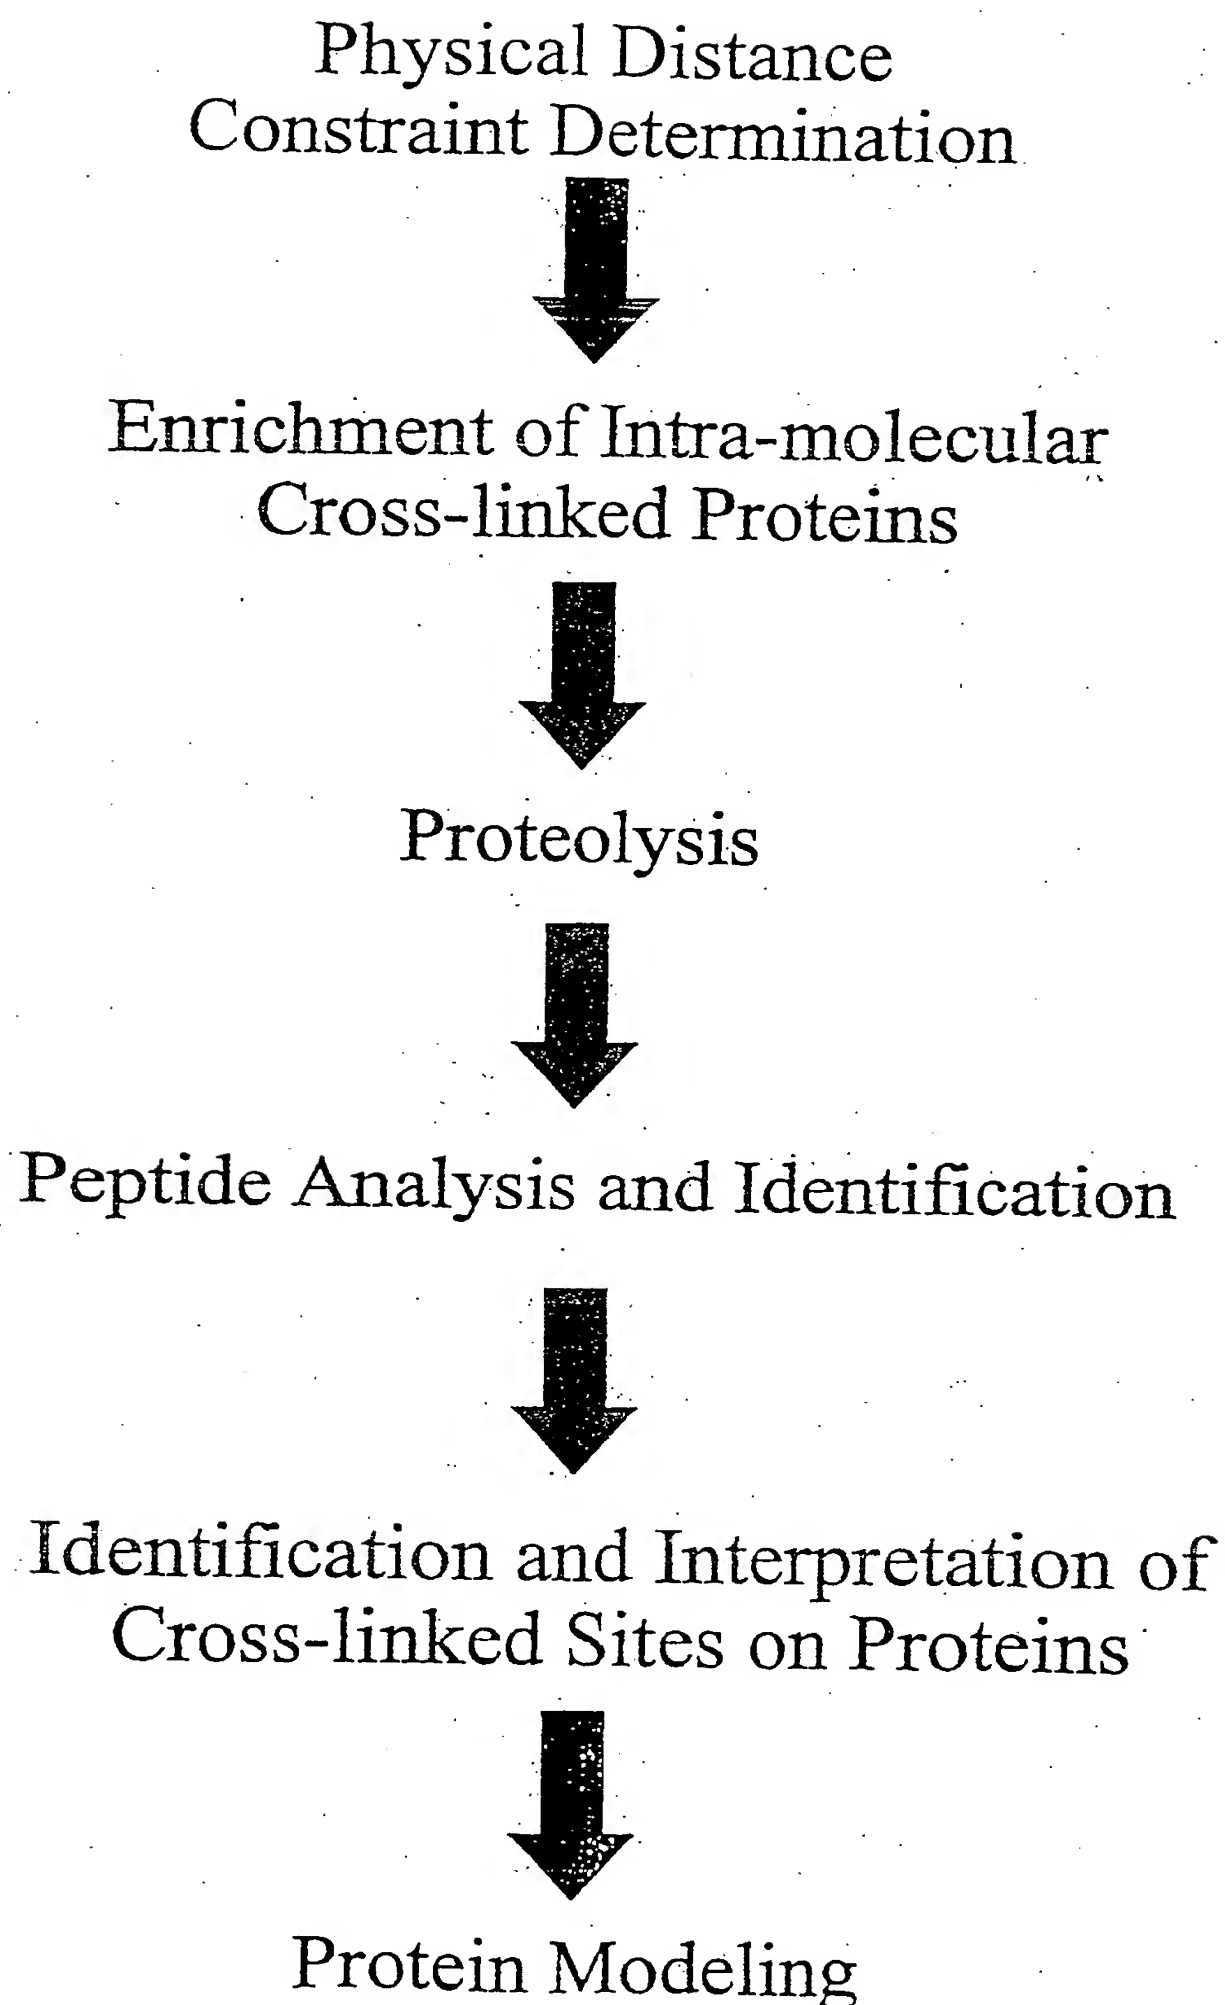 Physical Distance
Constraint Determination
Enrichment of Intra-molecular
Cross-linked Proteins
Proteolysis
Peptide Analysis and Identification
Identification and Interpretation of
Cross-linked Sites on Proteins
Protein Modeling